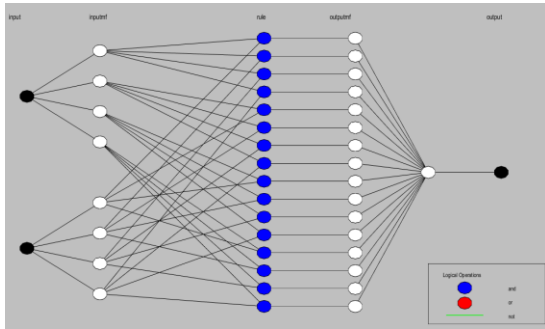 input inputmf rule outputmf output
Logical Operations
and
or
not